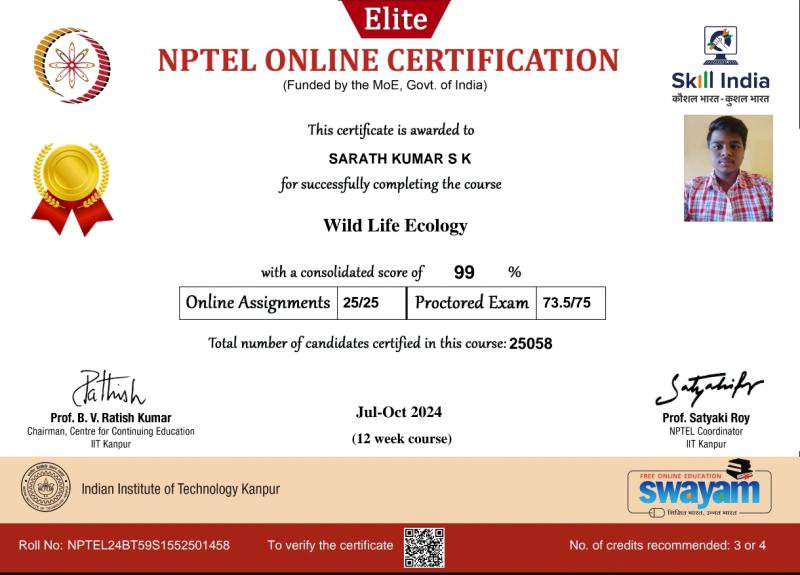 Elite
NPTEL ONLINE CERTIFICATION
(Funded by the MoE, Govt. of India)
Skill India
कौशल भारत - कुशल भारत
This certificate is awarded to
SARATH KUMAR S K
for successfully completing the course
Wild Life Ecology
with a consolidated score of 99 %
Online Assignments 25/25 Proctored Exam 73.5/75
Total number of candidates certified in this course: 25058
Prof. B. V. Ratish Kumar
Chairman, Centre for Continuing Education
IIT Kanpur
Jul-Oct 2024
(12 week course)
Prof. Satyaki Roy
NPTEL Coordinator
IIT Kanpur
Indian Institute of Technology Kanpur
FREE ONLINE EDUCATION
swayam
शिक्षित भारत, उन्नत भारत
Roll No: NPTEL24BT59S1552501458 To verify the certificate No. of credits recommended: 3 or 4